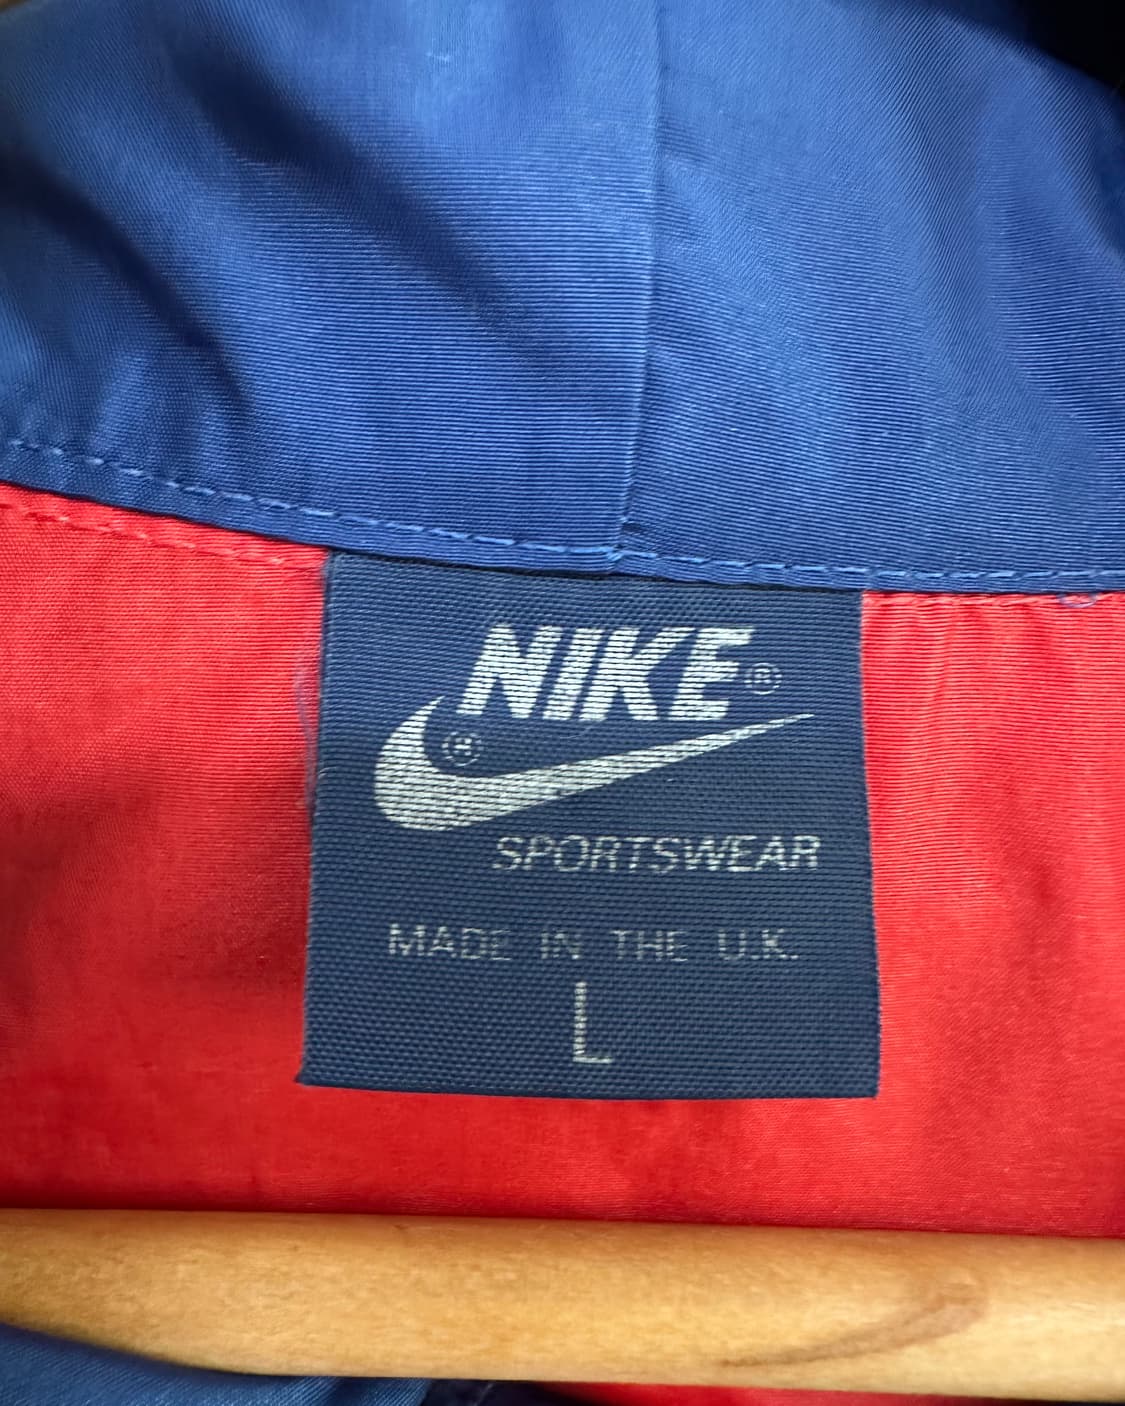 NIKE®
®
SPORTSWEAR
MADE IN THE U.K.
L